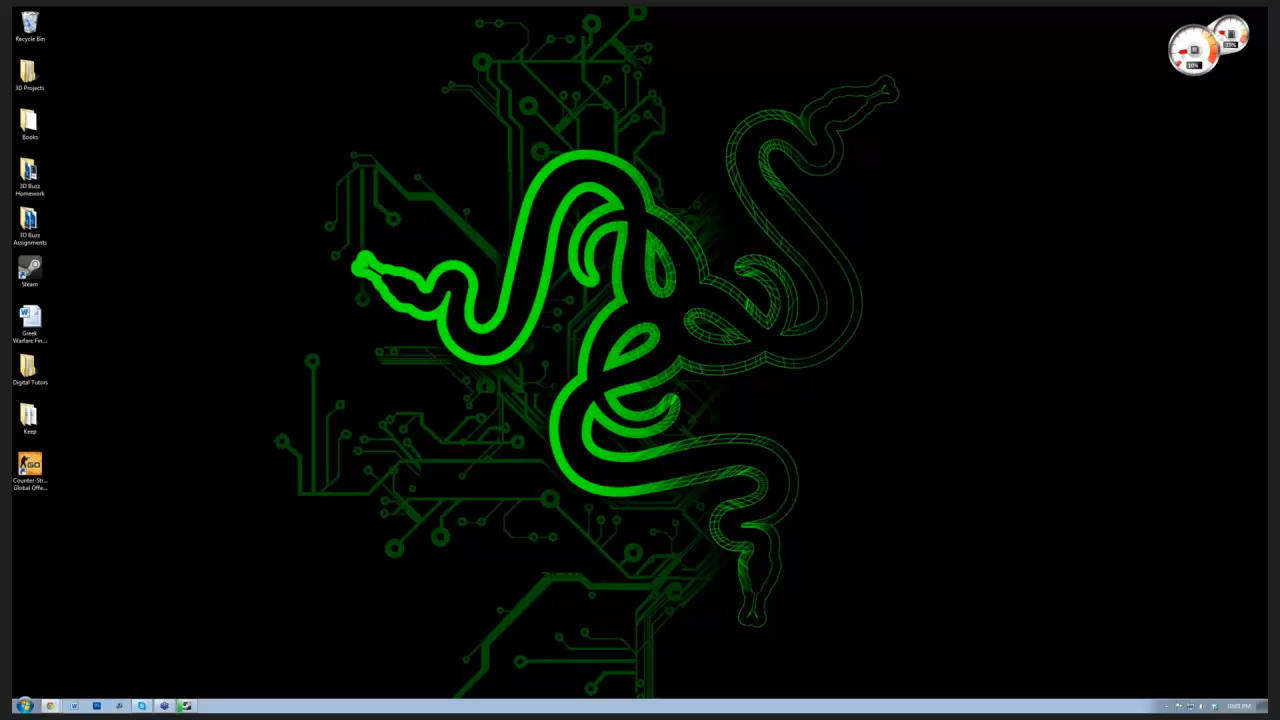 Recycle Bin
3D Projects
Books
3D Buzz
Homework
3D Buzz
Assignments
Steam
Greek
Warfare Fin...
Digital Tutors
Keep
GO
Counter-Str...
Global Offe...